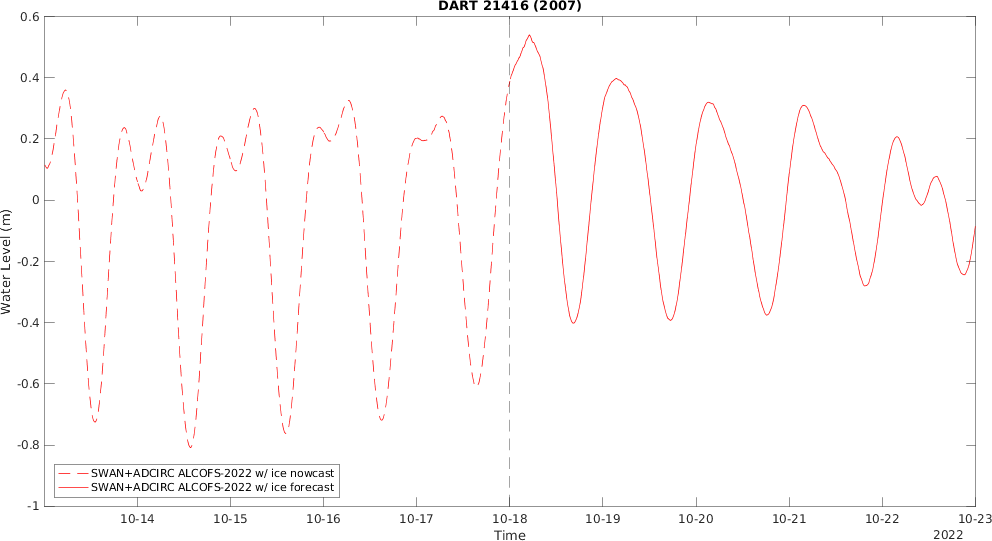 DART 21416 (2007)
0.6
0.4
0.2
0
-0.2
-0.4
-0.6
-0.8
-1
Water Level (m)
SWAN+ADCIRC ALCOFS-2022 w/ ice nowcast
SWAN+ADCIRC ALCOFS-2022 w/ ice forecast
10-14 10-15 10-16 10-17 10-18 10-19 10-20 10-21 10-22 10-23
Time
2022